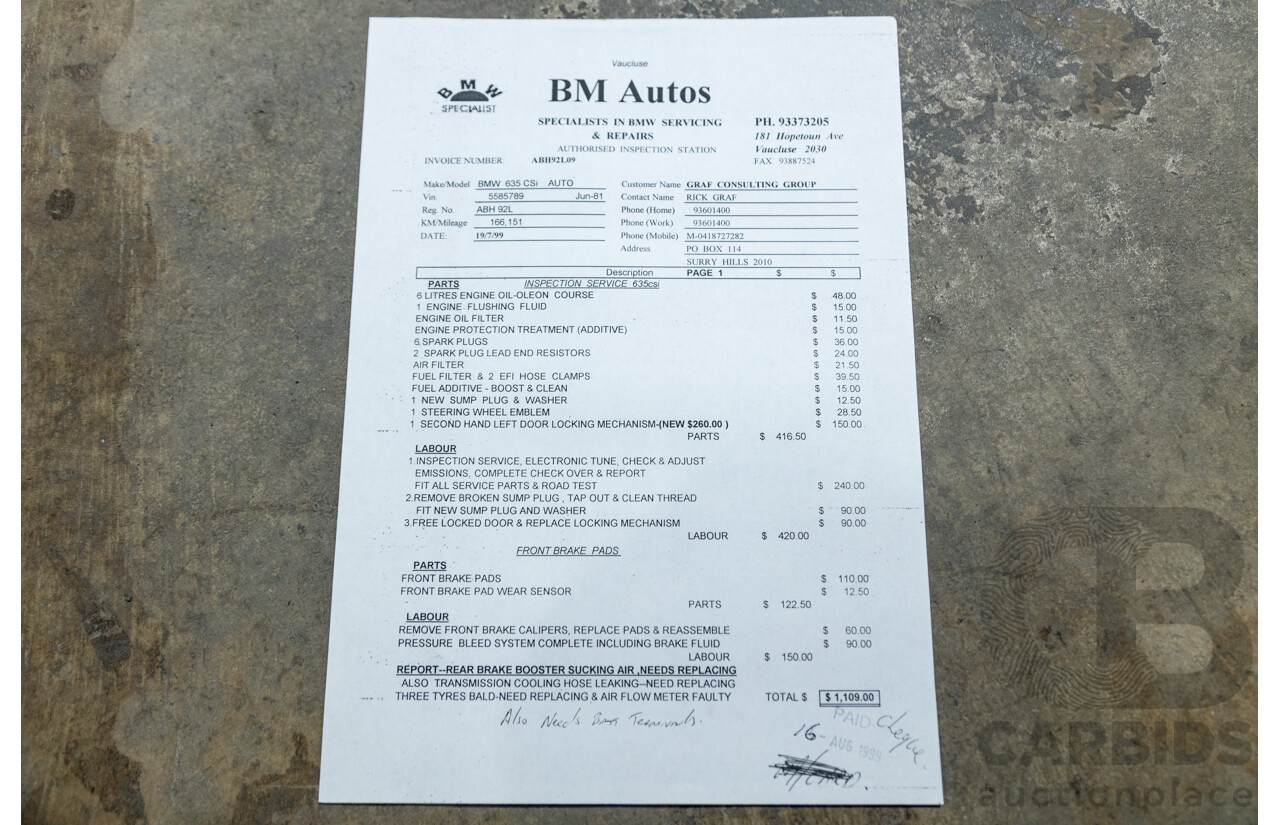 Vaucluse
BMW
SPECIALIST
BM Autos
SPECIALISTS IN BMW SERVICING
& REPAIRS
AUTHORISED INSPECTION STATION
PH. 93373205
181 Hopetoun Ave
Vaucluse 2030
FAX 93887524
INVOICE NUMBER ABH92L09
Make/Model BMW 635 CSi AUTO
Vin. 5585789 Jun-81
Reg. No. ABH 92L
KM/Mileage 166,151
DATE: 19/7/99
Customer Name GRAF CONSULTING GROUP
Contact Name RICK GRAF
Phone (Home) 93601400
Phone (Work) 93601400
Phone (Mobile) M-0418727282
Address PO BOX 114
SURRY HILLS 2010
Description PAGE 1 $ $
PARTS INSPECTION SERVICE 635csi
6 LITRES ENGINE OIL-OLEON COURSE $ 48.00
1 ENGINE FLUSHING FLUID $ 15.00
ENGINE OIL FILTER $ 11.50
ENGINE PROTECTION TREATMENT (ADDITIVE) $ 15.00
6 SPARK PLUGS $ 36.00
2 SPARK PLUG LEAD END RESISTORS $ 24.00
AIR FILTER $ 21.50
FUEL FILTER & 2 EFI HOSE CLAMPS $ 39.50
FUEL ADDITIVE - BOOST & CLEAN $ 15.00
1 NEW SUMP PLUG & WASHER $ 12.50
1 STEERING WHEEL EMBLEM $ 28.50
1 SECOND HAND LEFT DOOR LOCKING MECHANISM-(NEW $260.00 ) $ 150.00
PARTS $ 416.50
LABOUR
1.INSPECTION SERVICE, ELECTRONIC TUNE, CHECK & ADJUST
EMISSIONS, COMPLETE CHECK OVER & REPORT
FIT ALL SERVICE PARTS & ROAD TEST $ 240.00
2.REMOVE BROKEN SUMP PLUG , TAP OUT & CLEAN THREAD
FIT NEW SUMP PLUG AND WASHER $ 90.00
3.FREE LOCKED DOOR & REPLACE LOCKING MECHANISM $ 90.00
LABOUR $ 420.00
FRONT BRAKE PADS
PARTS
FRONT BRAKE PADS $ 110.00
FRONT BRAKE PAD WEAR SENSOR $ 12.50
PARTS $ 122.50
LABOUR
REMOVE FRONT BRAKE CALIPERS, REPLACE PADS & REASSEMBLE $ 60.00
PRESSURE BLEED SYSTEM COMPLETE INCLUDING BRAKE FLUID $ 90.00
LABOUR $ 150.00
REPORT--REAR BRAKE BOOSTER SUCKING AIR ,NEEDS REPLACING
ALSO TRANSMISSION COOLING HOSE LEAKING--NEED REPLACING
THREE TYRES BALD-NEED REPLACING & AIR FLOW METER FAULTY TOTAL $ $ 1,109.00
Also Needs Terminals.
PAID Cheque.
16 - AUG 1999
CB
CARBIDS
auctionplace